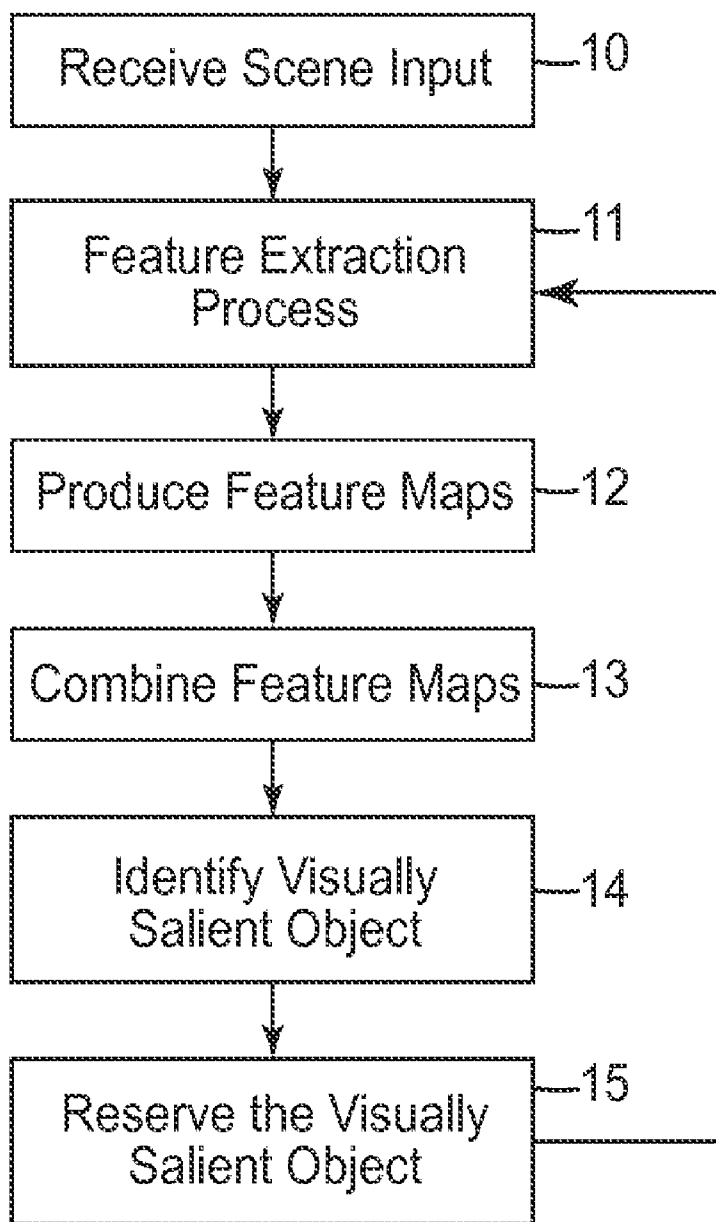 Receive Scene Input
10
Feature Extraction
Process
11
Produce Feature Maps
12
Combine Feature Maps
13
Identify Visually
Salient Object
14
Reserve the Visually
Salient Object
15